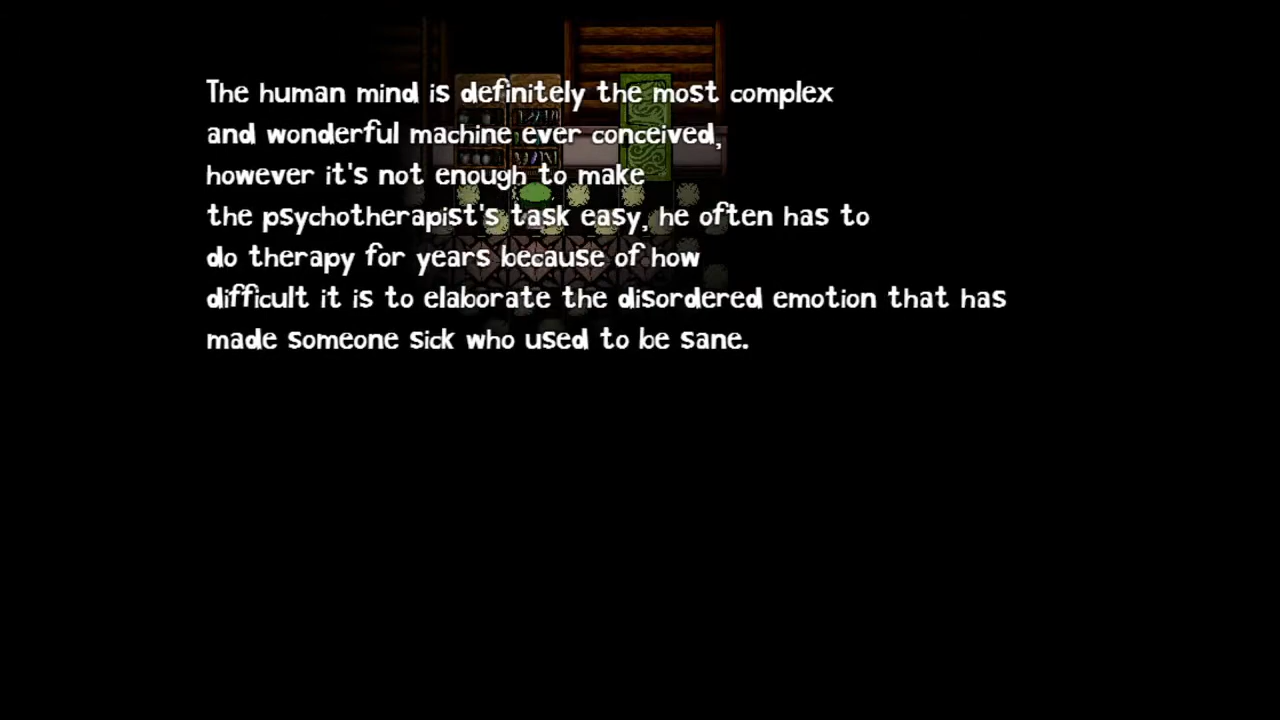 The human mind is definitely the most complex
and wonderful machine ever conceived,
however it's not enough to make
the psychotherapist's task easy, he often has to
do therapy for years because of how
difficult it is to elaborate the disordered emotion that has
made someone sick who used to be sane.